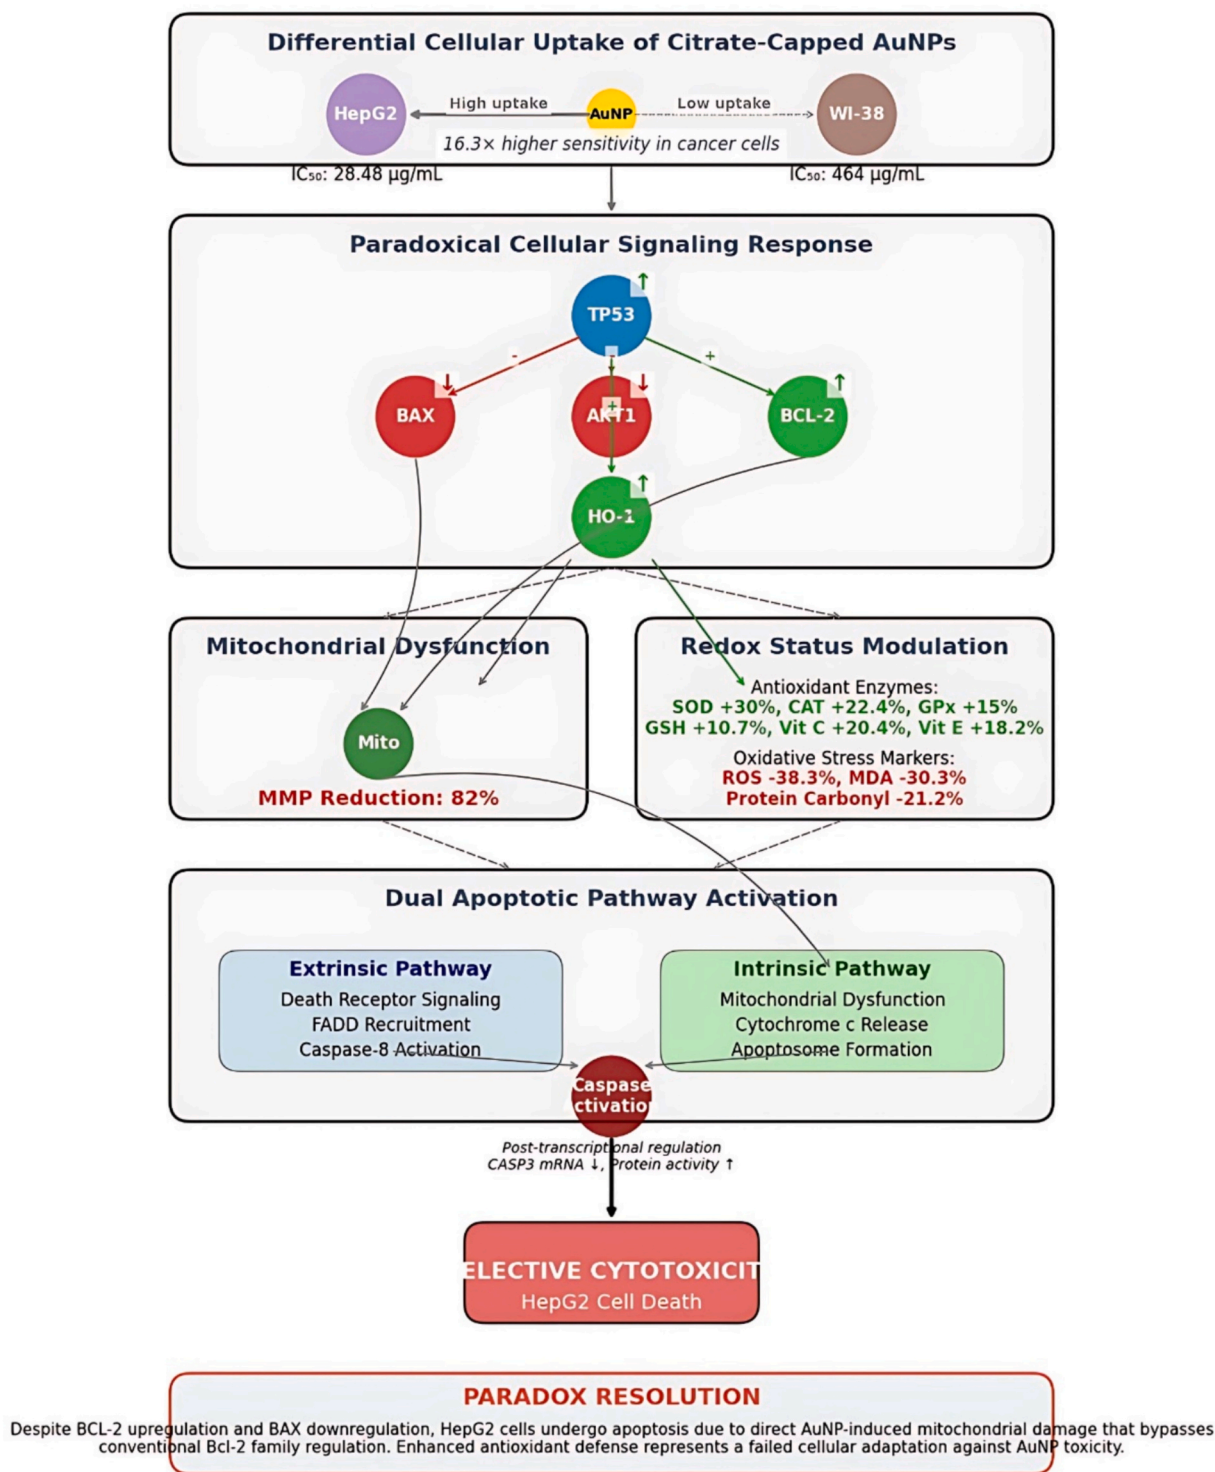 Differential Cellular Uptake of Citrate-Capped AuNPs
HepG2
High uptake
AuNP
Low uptake
WI-38
16.3× higher sensitivity in cancer cells
IC₅₀: 28.48 µg/mL
IC₅₀: 464 µg/mL
Paradoxical Cellular Signaling Response
↑
TP53
-
-
+
↓
↓
↑
BAX
+
AKT1
BCL-2
↑
HO-1
Mitochondrial Dysfunction
Mito
MMP Reduction: 82%
Redox Status Modulation
Antioxidant Enzymes:
SOD +30%, CAT +22.4%, GPx +15%
GSH +10.7%, Vit C +20.4%, Vit E +18.2%
Oxidative Stress Markers:
ROS -38.3%, MDA -30.3%
Protein Carbonyl -21.2%
Dual Apoptotic Pathway Activation
Extrinsic Pathway
Death Receptor Signaling
FADD Recruitment
Caspase-8 Activation
Intrinsic Pathway
Mitochondrial Dysfunction
Cytochrome c Release
Apoptosome Formation
Caspase
ctivatio
Post-transcriptional regulation
CASP3 mRNA ↓, Protein activity ↑
ELECTIVE CYTOTOXICIT
HepG2 Cell Death
PARADOX RESOLUTION
Despite BCL-2 upregulation and BAX downregulation, HepG2 cells undergo apoptosis due to direct AuNP-induced mitochondrial damage that bypasses
conventional Bcl-2 family regulation. Enhanced antioxidant defense represents a failed cellular adaptation against AuNP toxicity.